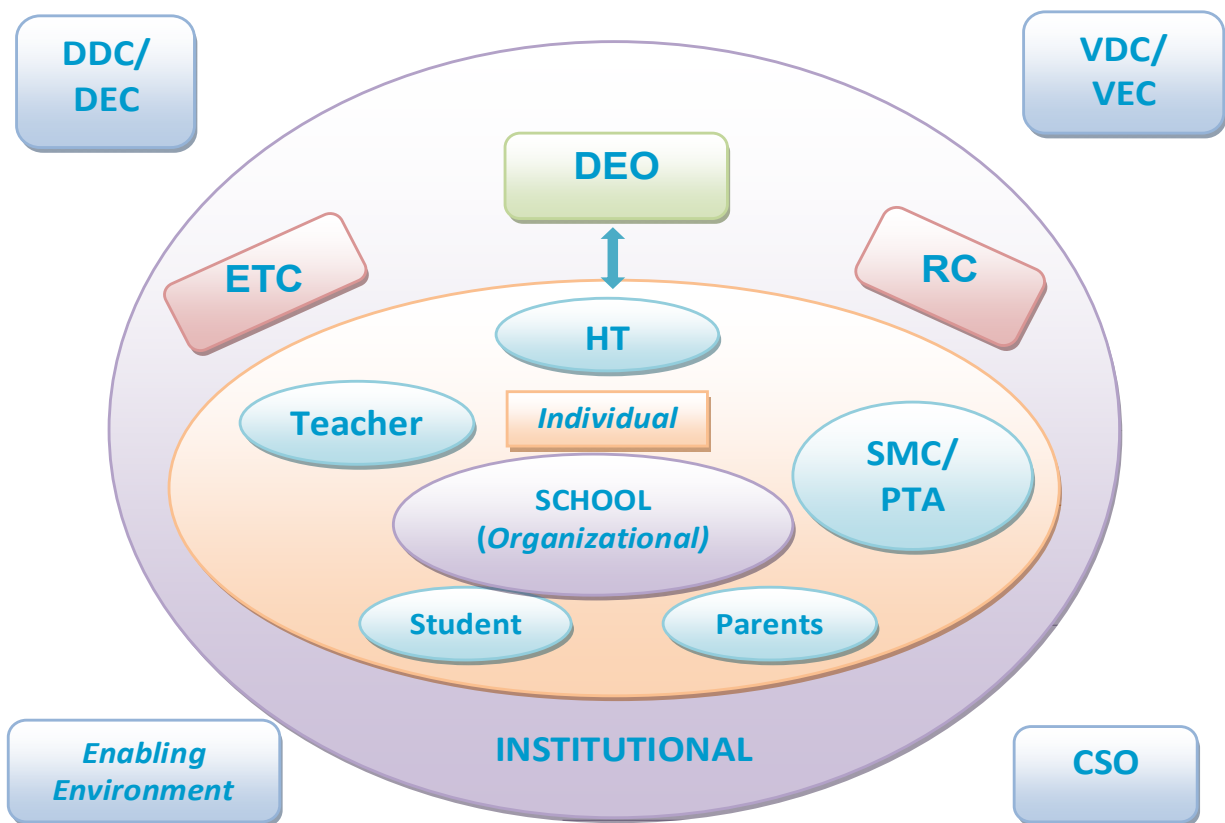 DDC/
DEC
VDC/
VEC
DEO
ETC
RC
HT
Teacher
Individual
SMC/
PTA
SCHOOL
(Organizational)
Student
Parents
INSTITUTIONAL
Enabling
Environment
CSO